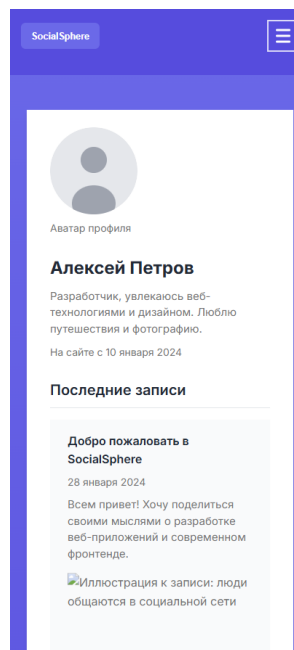 SocialSphere
Аватар профиля
Алексей Петров
Разработчик, увлекаюсь веб-
технологиями и дизайном. Люблю
путешествия и фотографию.
На сайте с 10 января 2024
Последние записи
Добро пожаловать в
SocialSphere
28 января 2024
Всем привет! Хочу поделиться
своими мыслями о разработке
веб-приложений и современном
фронтенде.
Иллюстрация к записи: люди
общаются в социальной сети